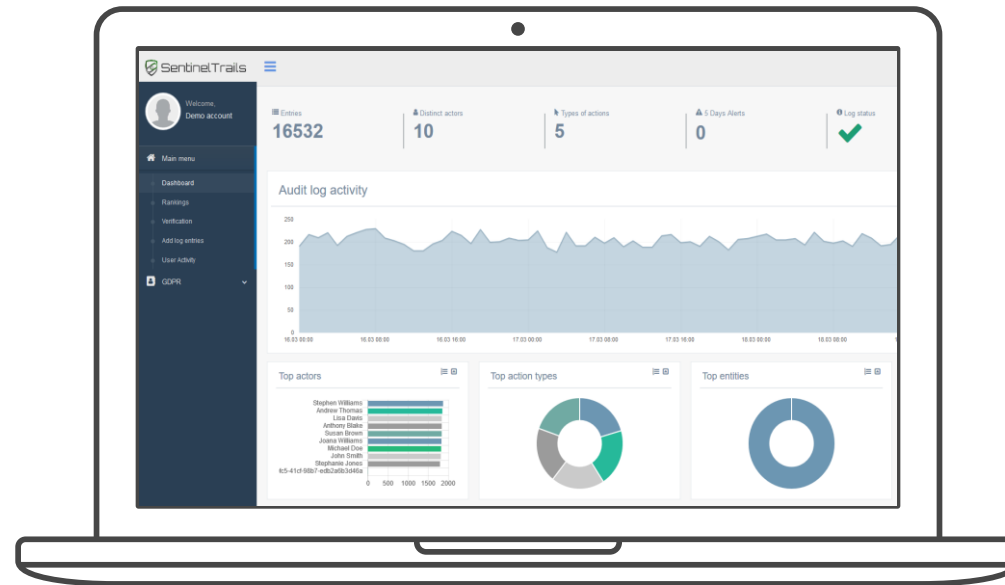 SentinelTrails
Welcome,
Demo account
Main menu
Dashboard
Rankings
Verification
Add log entries
User Activity
GDPR
Entries
16532
Distinct actors
10
Types of actions
5
5 Days Alerts
0
Log status
Audit log activity
250
200
150
100
50
0
16.03 00:00
16.03 08:00
16.03 16:00
17.03 00:00
17.03 08:00
17.03 16:00
18.03 00:00
18.03 08:00
Top actors
Stephen Williams
Andrew Thomas
Lisa Davis
Anthony Blake
Susan Brown
Joana Williams
Michael Doe
John Smith
Stephanie Jones
fc5-41cf-98b7-edb2a6b3d46a
0 500 1000 1500 2000
Top action types
Top entities